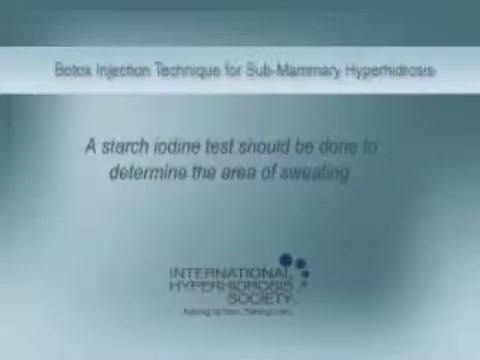 Botox Injection Technique for Sub-Mammary Hyperhidrosis
A starch iodine test should be done to
determine the area of sweating
INTERNATIONAL
HYPERHIDROSIS
SOCIETY